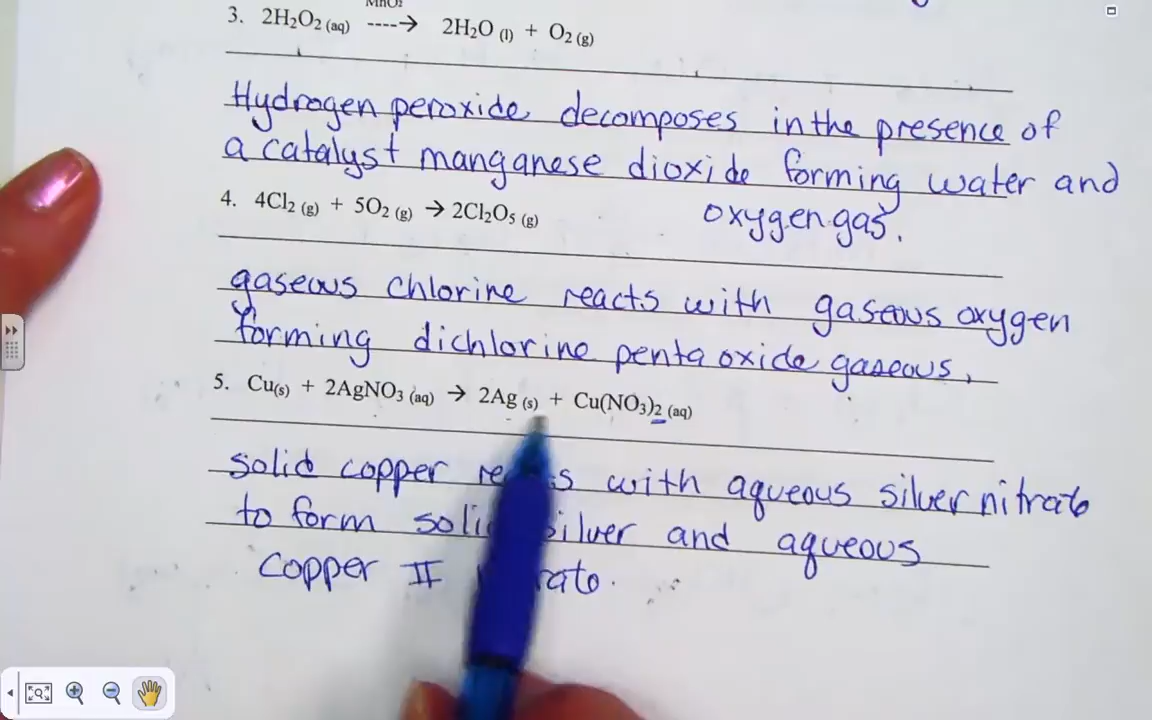 MnO₂
3. 2H₂O₂ (aq) ----→ 2H₂O (l) + O₂ (g)
Hydrogen peroxide decomposes in the presence of
a catalyst manganese dioxide forming water and
oxygen gas.
4. 4Cl₂ (g) + 5O₂ (g) → 2Cl₂O₅ (g)
gaseous chlorine reacts with gaseous oxygen
forming dichlorine penta oxide gaseous.
5. Cu(s) + 2AgNO₃ (aq) → 2Ag (s) + Cu(NO₃)₂ (aq)
solid copper with aqueous silver nitrate
to form and aqueous
copper II